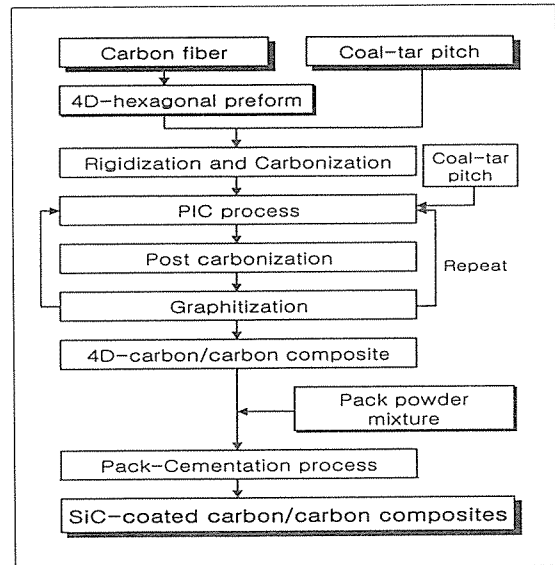 Carbon fiber
Coal-tar pitch
4D-hexagonal preform
Rigidization and Carbonization
Coal-tar
pitch
PIC process
Post carbonization
Repeat
Graphitization
4D-carbon/carbon composite
Pack powder
mixture
Pack-Cementation process
SiC-coated carbon/carbon composites